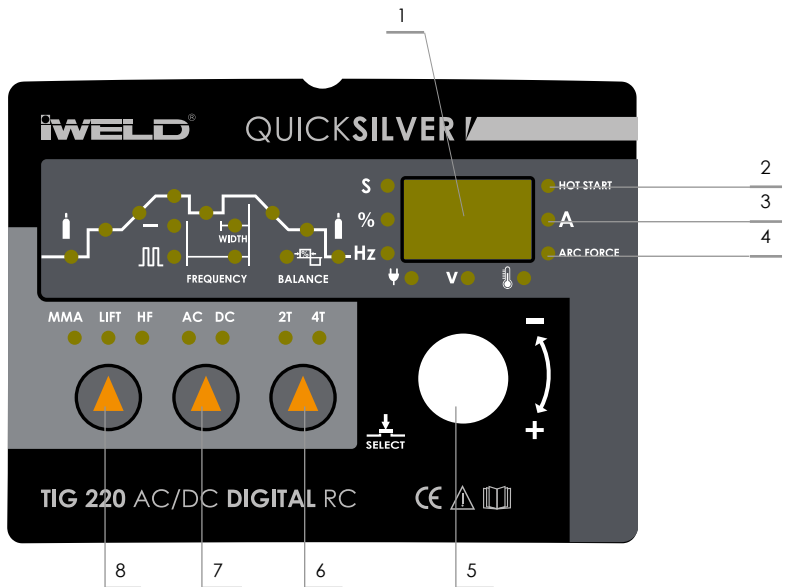 1
iWELD®
QUICKSILVER
S
HOT START
2
%
A
3
Hz
ARC FORCE
4
WIDTH
FREQUENCY
BALANCE
%
V
MMA LIFT HF AC DC 2T 4T
-
+
SELECT
TIG 220 AC/DC DIGITAL RC
CE
8
7
6
5